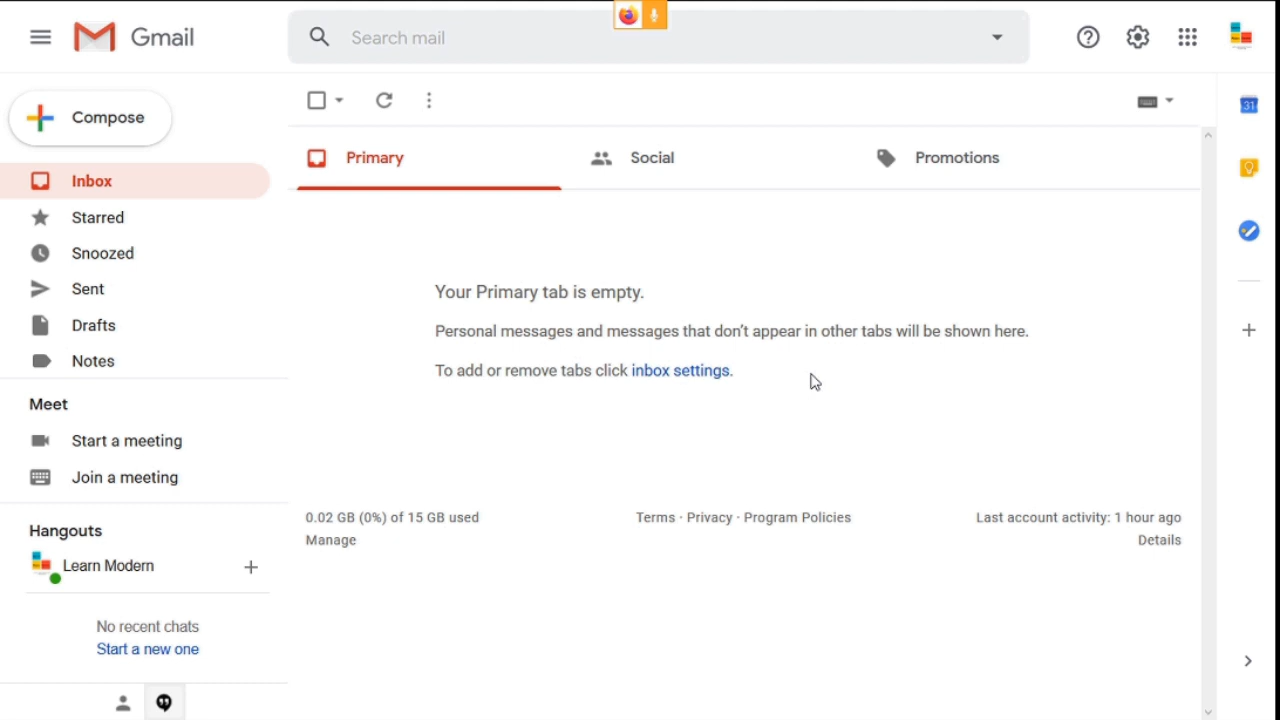 Gmail
Search mail
Compose
Inbox
Starred
Snoozed
Sent
Drafts
Notes
Meet
Start a meeting
Join a meeting
Hangouts
Learn Modern
No recent chats
Start a new one
Primary
Social
Promotions
Your Primary tab is empty.
Personal messages and messages that don't appear in other tabs will be shown here.
To add or remove tabs click inbox settings.
0.02 GB (0%) of 15 GB used
Manage
Terms · Privacy · Program Policies
Last account activity: 1 hour ago
Details
31